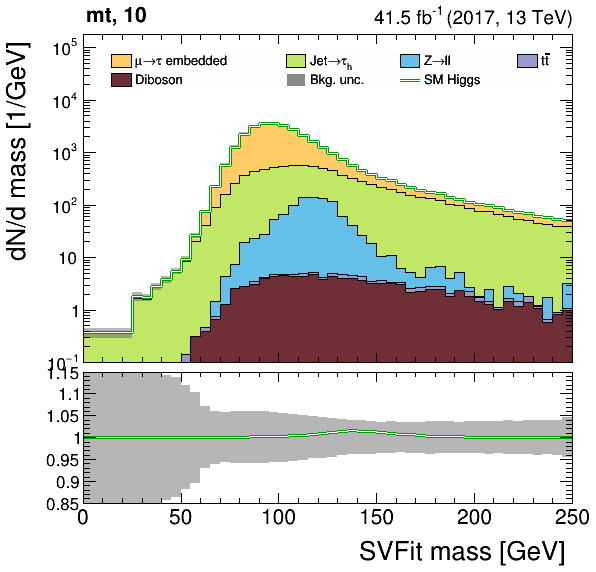 mt, 10 41.5 fb⁻¹ (2017, 13 TeV)
dN/d mass [1/GeV]
10⁵
μ→τ embedded Jet→τₕ Z→ll tt̄
Diboson Bkg. unc. SM Higgs
10⁴
10³
10²
10
1
10⁻¹
1.15
1.1
1.05
1
0.95
0.9
0.85
0 50 100 150 200 250
SVFit mass [GeV]